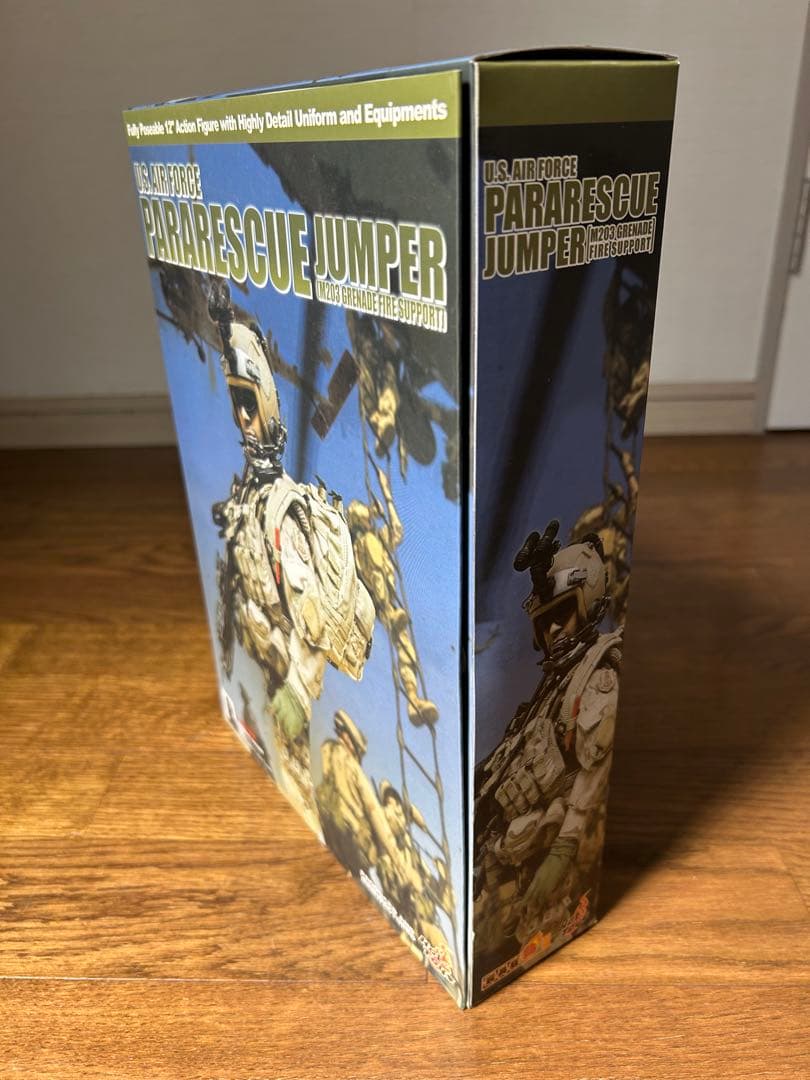 Fully Poseable 12" Action Figure with Highly Detail Uniform and Equipments
U.S. AIR FORCE
PARARESCUE JUMPER
(M203 GRENADE FIRE SUPPORT)
U.S. AIR FORCE
PARARESCUE
JUMPER (M203 GRENADE
FIRE SUPPORT)